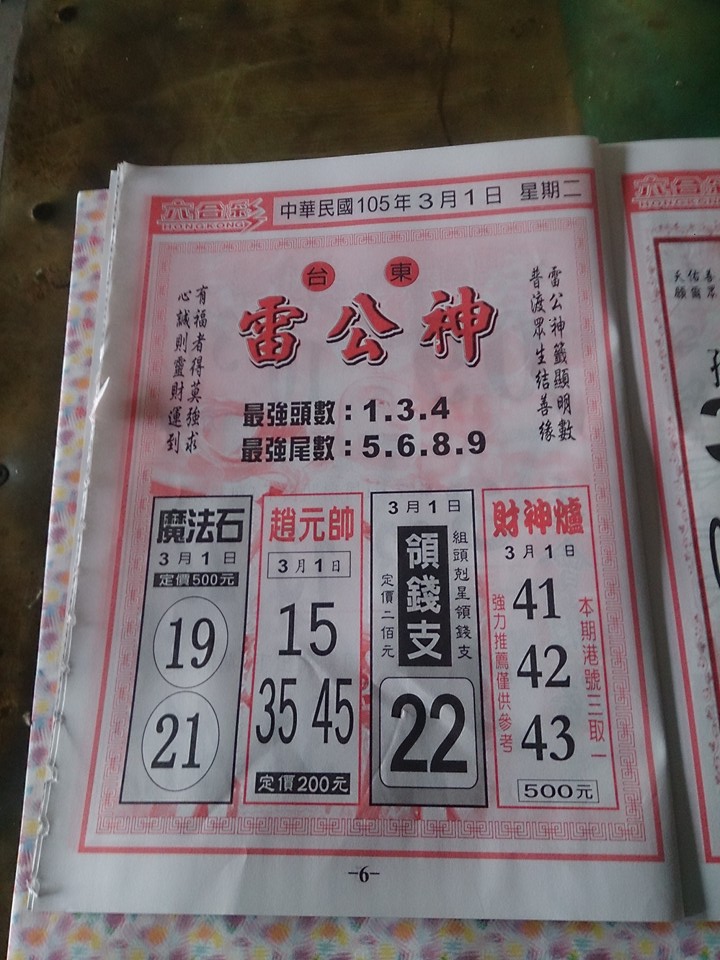 六合彩
HONGKONG
中華民國105年3月1日 星期二
台東
雷公神
雷公神籤顯明數
普渡眾生結善緣
有福者得莫強求
心誠則靈財運到
最強頭數：1.3.4
最強尾數：5.6.8.9
魔法石
3月1日
定價500元
19
21
趙元帥
3月1日
15
35 45
定價200元
3月1日
組頭剋星領錢支
領錢支
定價二佰元
22
財神爐
3月1日
本期港號三取一
41
42
43
強力推薦僅供參考
500元
-6-
六合彩
HONGKONG